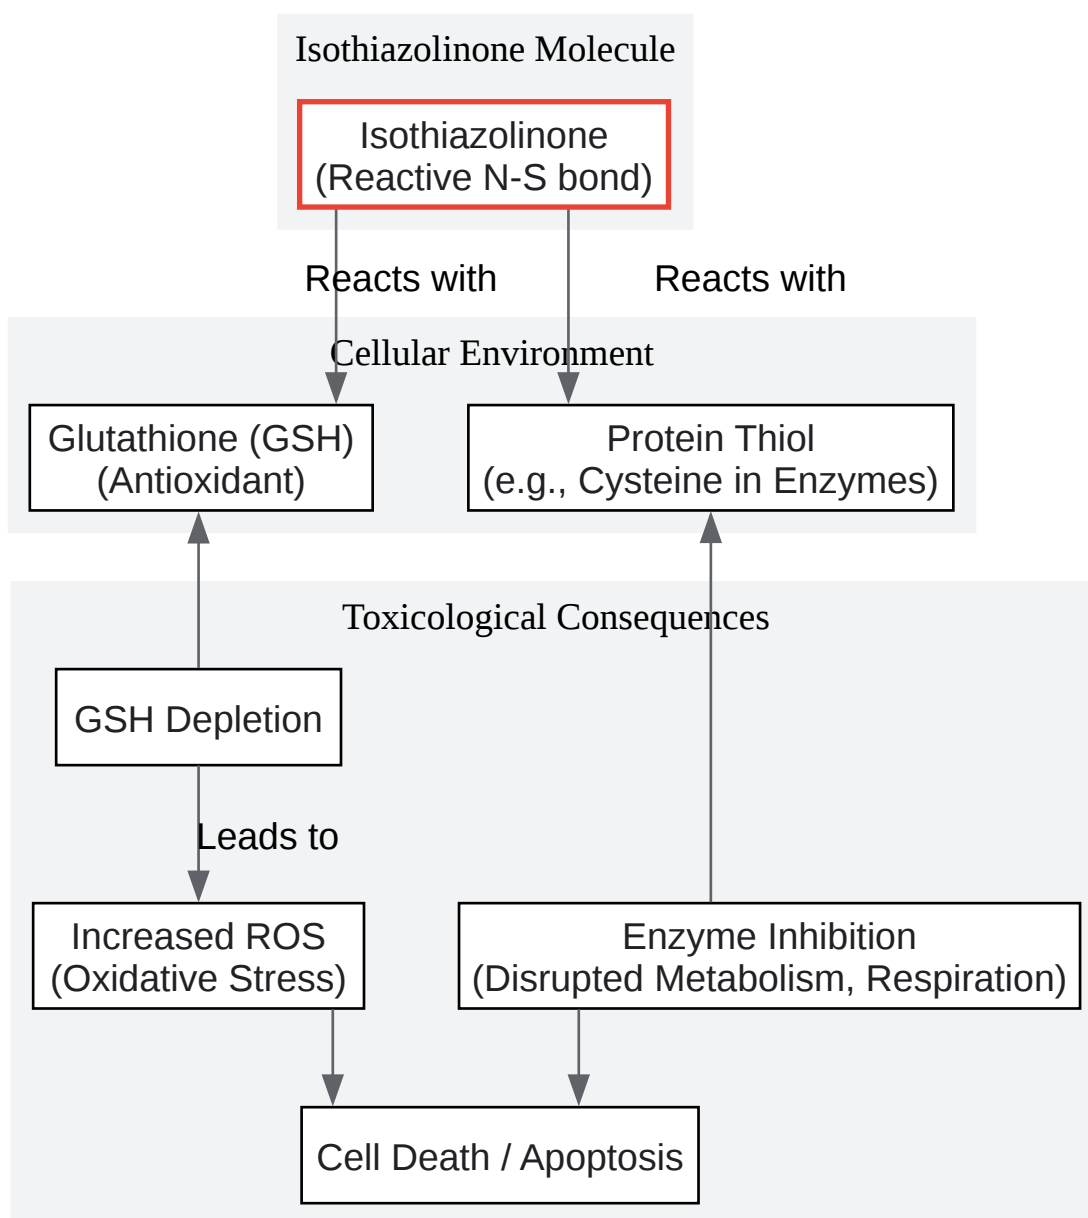 Isothiazolinone Molecule
Isothiazolinone
(Reactive N-S bond)
Reacts with
Reacts with
Cellular Environment
Glutathione (GSH)
(Antioxidant)
Protein Thiol
(e.g., Cysteine in Enzymes)
Toxicological Consequences
GSH Depletion
Leads to
Increased ROS
(Oxidative Stress)
Enzyme Inhibition
(Disrupted Metabolism, Respiration)
Cell Death / Apoptosis